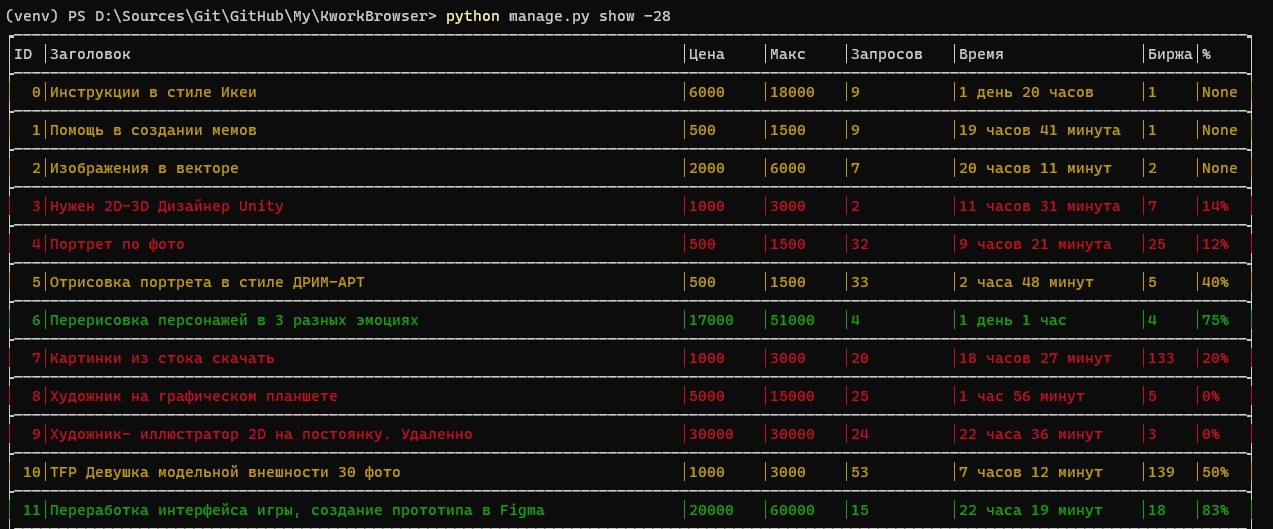 (venv) PS D:\Sources\Git\GitHub\My\KworkBrowser> python manage.py show -28
ID Заголовок Цена Макс Запросов Время Биржа %
0 Инструкции в стиле Икеи 6000 18000 9 1 день 20 часов 1 None
1 Помощь в создании мемов 500 1500 9 19 часов 41 минута 1 None
2 Изображения в векторе 2000 6000 7 20 часов 11 минут 2 None
3 Нужен 2D-3D Дизайнер Unity 1000 3000 2 11 часов 31 минута 7 14%
4 Портрет по фото 500 1500 32 9 часов 21 минута 25 12%
5 Отрисовка портрета в стиле ДРИМ-АРТ 500 1500 33 2 часа 48 минут 5 40%
6 Перерисовка персонажей в 3 разных эмоциях 17000 51000 4 1 день 1 час 4 75%
7 Картинки из стока скачать 1000 3000 20 18 часов 27 минут 133 20%
8 Художник на графическом планшете 5000 15000 25 1 час 56 минут 5 0%
9 Художник- иллюстратор 2D на постоянку. Удаленно 30000 30000 24 22 часа 36 минут 3 0%
10 TFP Девушка модельной внешности 30 фото 1000 3000 53 7 часов 12 минут 139 50%
11 Переработка интерфейса игры, создание прототипа в Figma 20000 60000 15 22 часа 19 минут 18 83%